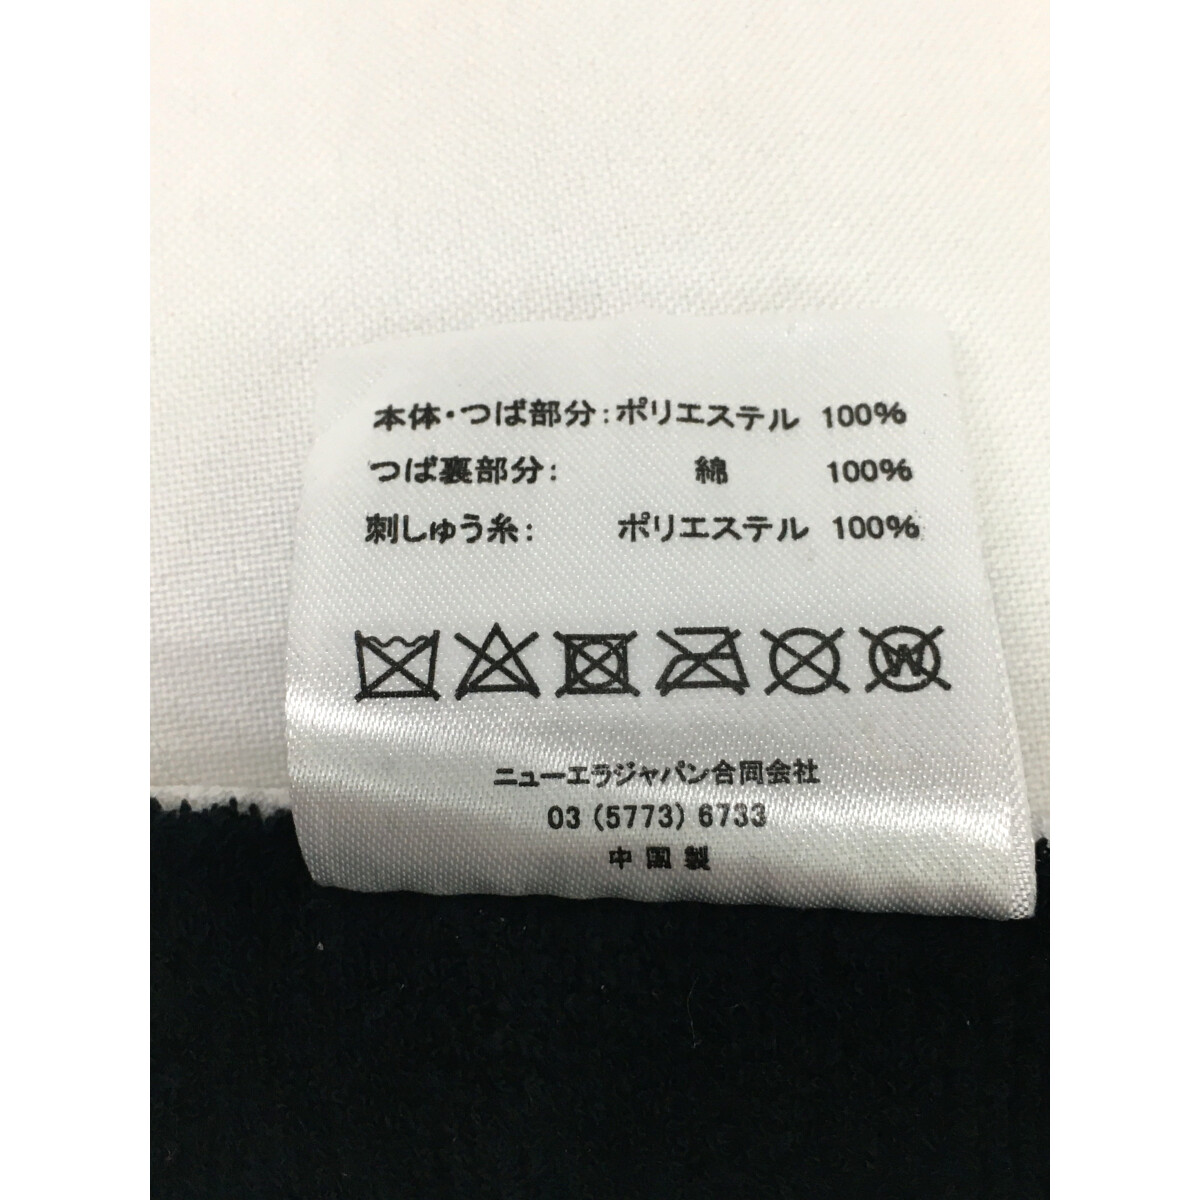 本体・つば部分:ポリエステル 100%
つば裏部分: 綿 100%
刺しゅう糸: ポリエステル 100%
W
ニューエラジャパン合同会社
03 (5773) 6733
中国製